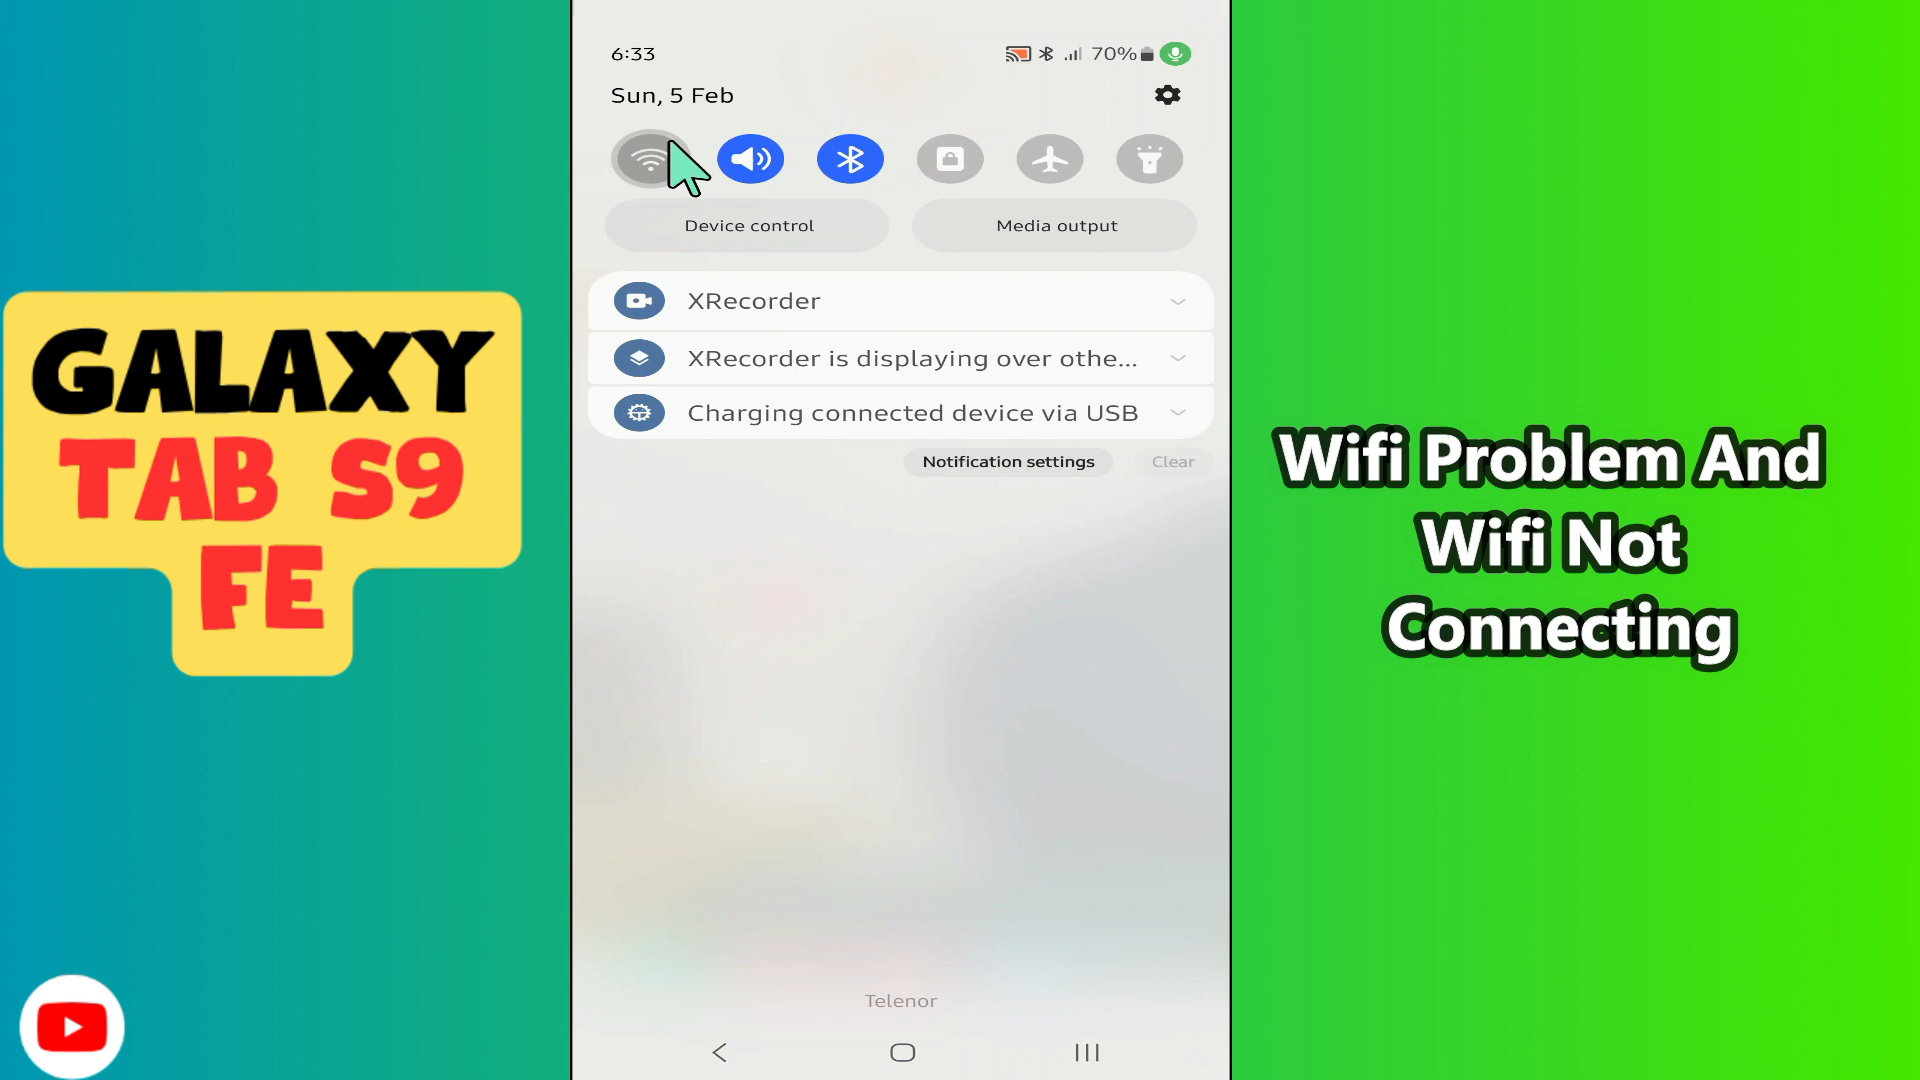 GALAXY
TAB S9
FE
6:33
70%
Sun, 5 Feb
Device control
Media output
XRecorder
XRecorder is displaying over othe...
Charging connected device via USB
Notification settings
Clear
Telenor
Wifi Problem And
Wifi Not
Connecting